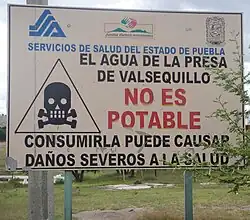 SERVICIOS DE SALUD DEL ESTADO DE PUEBLA
EL AGUA DE LA PRESA
DE VALSEQUILLO
NO ES
POTABLE
CONSUMIRLA PUEDE CAUSAR
DAÑOS SEVEROS A LA SALUD